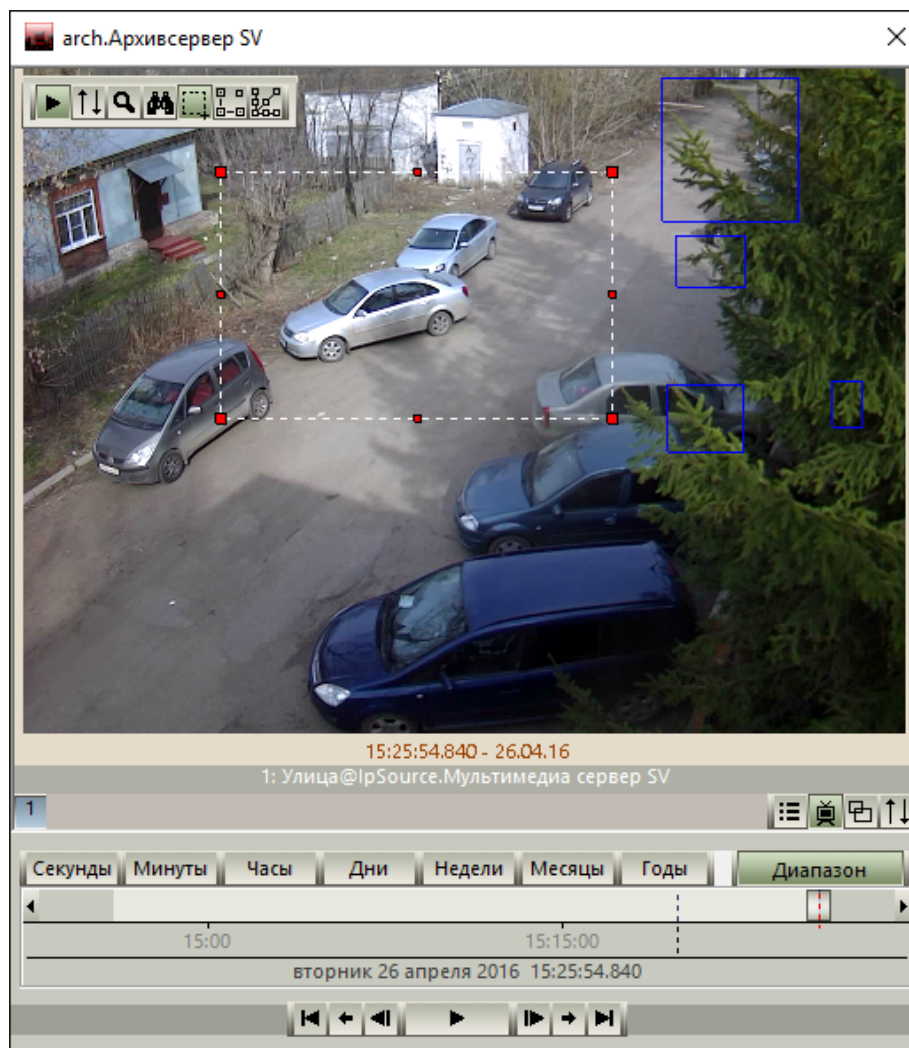 arch.Архивсервер SV
15:25:54.840 - 26.04.16
1: Улица@IpSource.Мультимедиа сервер SV
1
Секунды Минуты Часы Дни Недели Месяцы Годы Диапазон
15:00 15:15:00
вторник 26 апреля 2016 15:25:54.840